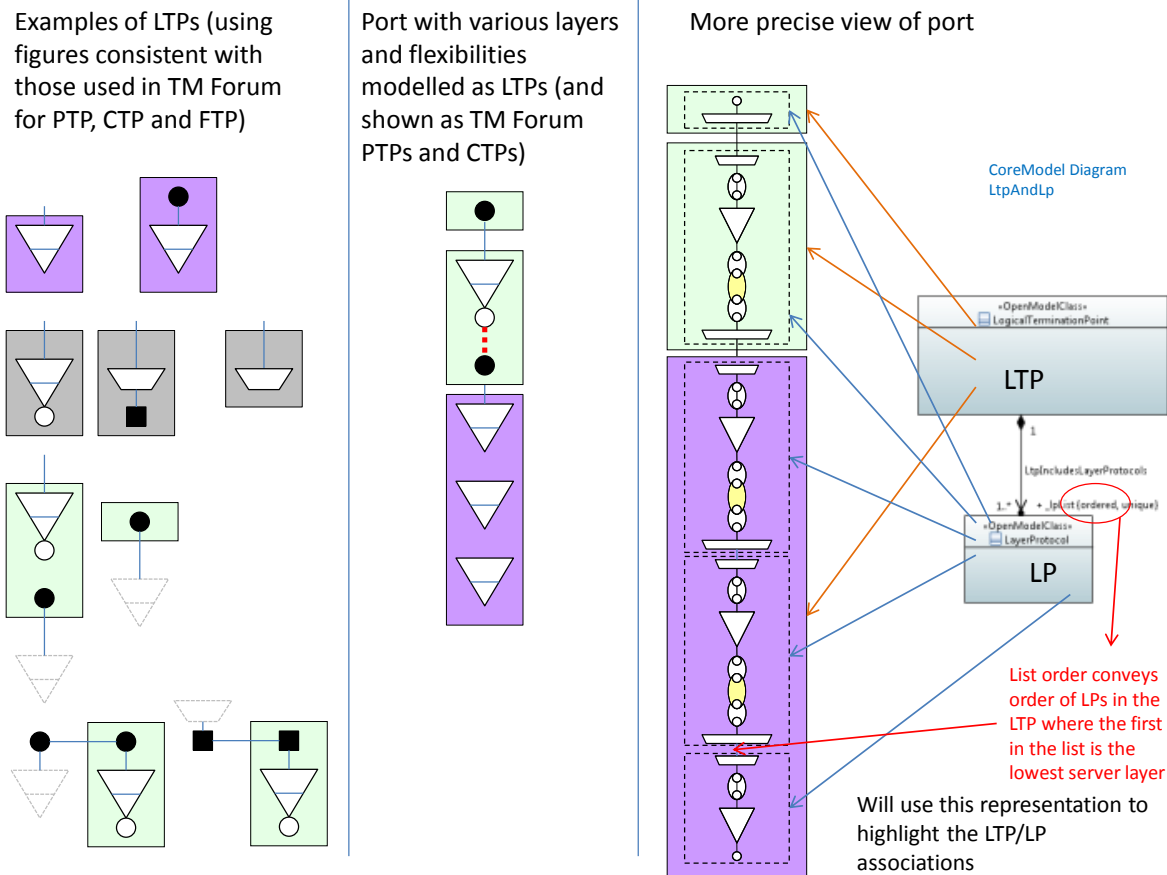 Examples of LTPs (using
figures consistent with
those used in TM Forum
for PTP, CTP and FTP)
Port with various layers
and flexibilities
modelled as LTPs (and
shown as TM Forum
PTPs and CTPs)
More precise view of port
CoreModel Diagram
LtpAndLp
«OpenModelClass»
LogicalTerminationPoint
LTP
1
LtpIncludesLayerProtocols
1..* + _lpList {ordered, unique}
«OpenModelClass»
LayerProtocol
LP
List order conveys
order of LPs in the
LTP where the first
in the list is the
lowest server layer
Will use this representation to
highlight the LTP/LP
associations